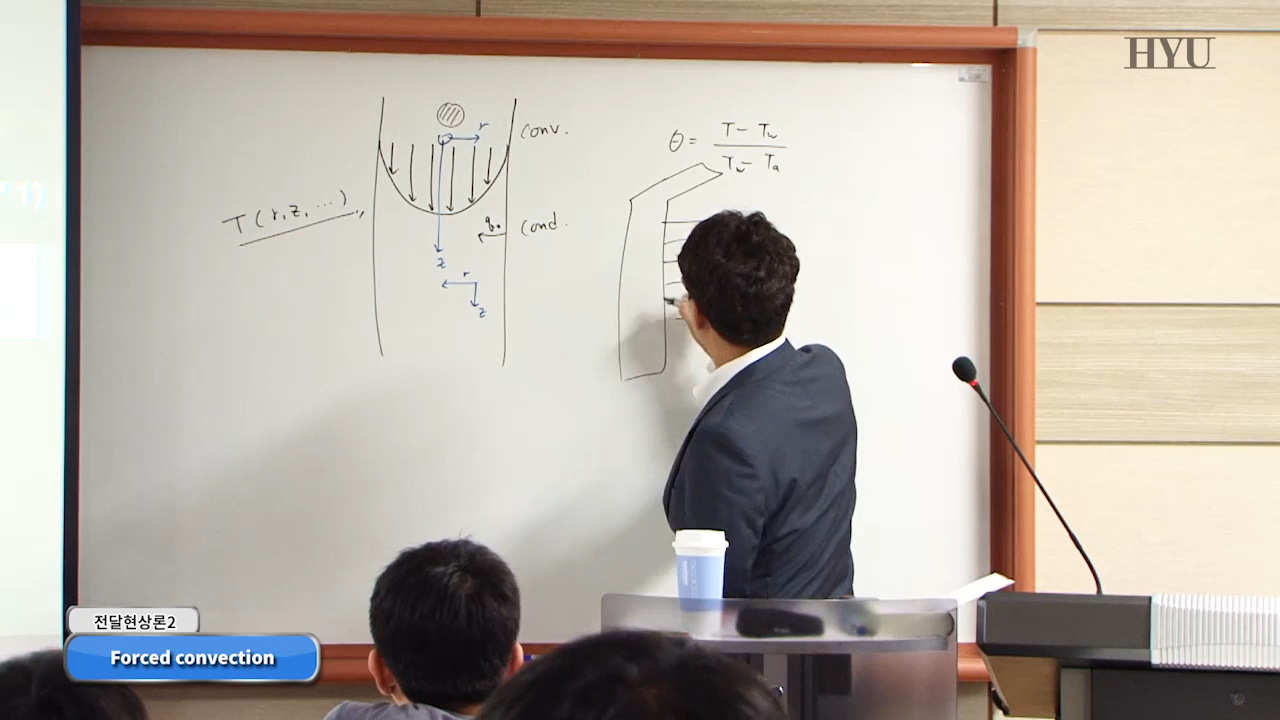 HYU
r
conv.
θ = (T - Tw) / (Tw - Ta)
T(r,z,...)
q₀
cond.
z
r
z
전달현상론2
Forced convection